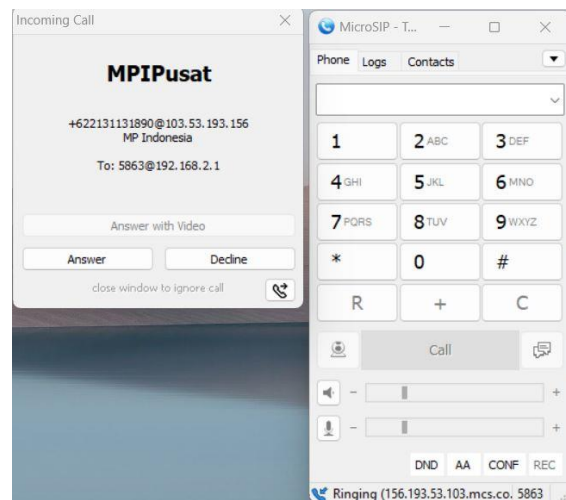 Incoming Call
MPIPusat
+622131131890@103.53.193.156
MP Indonesia
To: 5863@192.168.2.1
Answer with Video
Answer
Decline
close window to ignore call
MicroSIP - T...
Phone Logs Contacts
1 2 ABC 3 DEF
4 GHI 5 JKL 6 MNO
7 PQRS 8 TUV 9 WXYZ
* 0 #
R + C
Call
- +
- +
DND AA CONF REC
Ringing (156.193.53.103.mcs.co. 5863